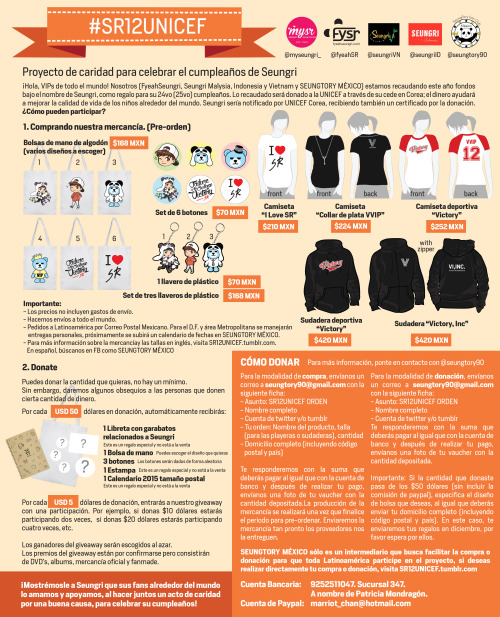 #SR12UNICEF
mysr
fysr
fyeahseungri.com
Seungri
SEUNGRI
@myseungri_
@fyeahGR
@seungriVN
@seungriID
@seungtory90
Proyecto de caridad para celebrar el cumpleaños de Seungri
¡Hola, VIPs de todo el mundo! Nosotros (FyeahSeungri, Seungri Malysia, Indonesia y Vietnam y SEUNGTORY MÉXICO) estamos recaudando este año fondos
bajo el nombre de Seungri, como regalo para su 24vo (25vo) cumpleaños. Lo recaudado será donado a la UNICEF a través de su sede en Corea; el dinero ayudará
a mejorar la calidad de vida de los niños alrededor del mundo. Seungri sería notificado por UNICEF Corea, recibiendo también un certificado por la donación.
¿Cómo pueden participar?
1. Comprando nuestra mercancía. (Pre-orden)
Bolsas de mano de algodón
(varios diseños a escoger)
$168 MXN
1
2
3
4
5
6
I
SR
Set de 6 botones
$70 MXN
1
2
3
1 llavero de plástico
$70 MXN
Set de tres llaveros de plástico
$168 MXN
I
SR
front
Camiseta
"I Love SR"
$210 MXN
front
back
Camiseta
"Collar de plata VVIP"
$224 MXN
Victory
VVIP
12
front
back
Camiseta deportiva
"Victory"
$252 MXN
Victory
Sudadera deportiva
"Victory"
$420 MXN
with
zipper
V
V.I.NC.
Sudadera "Victory, Inc"
$420 MXN
Importante:
- Los precios no incluyen gastos de envío.
- Hacemos envíos a todo el mundo.
- Pedidos a Latinoamérica por Correo Postal Mexicano. Para el D.F. y área Metropolitana se manejarán
entregas personales, próximamente se subirá un calendario de fechas en SEUNGTORY MÉXICO.
- Para más información sobre la mercancía y las tallas en inglés, visita SR12UNICEF.tumblr.com.
En español, búscanos en FB como SEUNGTORY MÉXICO
2. Donate
Puedes donar la cantidad que quieras, no hay un mínimo.
Sin embargo, daremos algunos obsequios a las personas que donen
cierta cantidad de dinero.
Por cada USD 50 dólares en donación, automáticamente recibirás:
? ? ? ?
1 Libreta con garabatos
relacionados a Seungri
Este es un regalo especial y no está a la venta
1 Bolsa de mano Puedes escoger el diseño que quieras
3 botones Los botones serán dados de forma aleatoria
1 Estampa Este es un regalo especial y no está a la venta
1 Calendario 2015 tamaño postal
Este es un regalo especial y no está a la venta
Por cada USD 5 dólares de donación, entrarás a nuestro giveaway
con una participación. Por ejemplo, si donas $10 dólares estarás
participando dos veces, si donas $20 dólares estarás participando
cuatro veces, etc.
Los ganadores del giveaway serán escogidos al azar.
Los premios del giveaway están por confirmarse pero consistirán
de DVD's, albums, mercancía oficial y fanmade.
¡Mostrémosle a Seungri que sus fans alrededor del mundo
lo amamos y apoyamos, al hacer juntos un acto de caridad
por una buena causa, para celebrar su cumpleaños!
CÓMO DONAR
Para más información, ponte en contacto con @seungtory90
Para la modalidad de compra, envíanos un
correo a seungtory90@gmail.com con la
siguiente ficha:
- Asunto: SR12UNICEF ORDEN
- Nombre completo
- Cuenta de twitter y/o tumblr
- Tu orden: Nombre del producto, talla
(para las playeras o sudaderas), cantidad
- Domicilio completo (incluyendo código
postal y país)
Te responderemos con la suma que
deberás pagar al igual que con la cuenta de
banco y después de realizar tu pago,
envíanos una foto de tu voucher con la
cantidad depositada.La producción de la
mercancía se realizará una vez que finalice
el periodo para pre-ordenar. Enviaremos la
mercancía tan pronto los proveedores nos
la entreguen.
Para la modalidad de donación, envíanos
un correo a seungtory90@gmail.com
con la siguiente ficha:
- Asunto: SR12UNICEF ORDEN
- Nombre completo
- Cuenta de twitter y/o tumblr
Te responderemos con la suma que
deberás pagar al igual que con la cuenta de
banco y después de realizar tu pago,
envíanos una foto de tu voucher con la
cantidad depositada.
Importante: Si la cantidad que donaste
pasa de los $50 dólares (sin incluir la
comisión de paypal), especifica el diseño
de bolsa que deseas, al igual que deberás
enviar tu domicilio completo (incluyendo
código postal y país). En este caso, te
enviaremos tus regalos en diciembre, por
favor espera por ellos.
SEUNGTORY MÉXICO sólo es un intermediario que busca facilitar la compra o
donación para que toda Latinoamérica participe en el proyecto, si deseas
realizar directamente tu compra o donación, visita SR12UNICEF.tumblr.com
Cuenta Bancaria: 9252511047. Sucursal 347.
A nombre de Patricia Mondragón.
Cuenta de Paypal: marriot_chan@hotmail.com